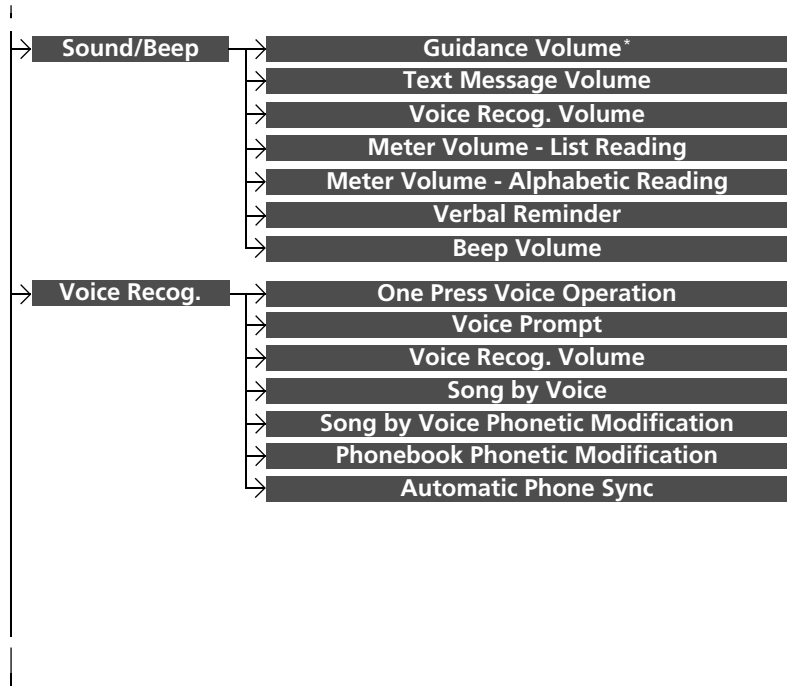 Sound/Beep
Guidance Volume*
Text Message Volume
Voice Recog. Volume
Meter Volume - List Reading
Meter Volume - Alphabetic Reading
Verbal Reminder
Beep Volume
Voice Recog.
One Press Voice Operation
Voice Prompt
Voice Recog. Volume
Song by Voice
Song by Voice Phonetic Modification
Phonebook Phonetic Modification
Automatic Phone Sync